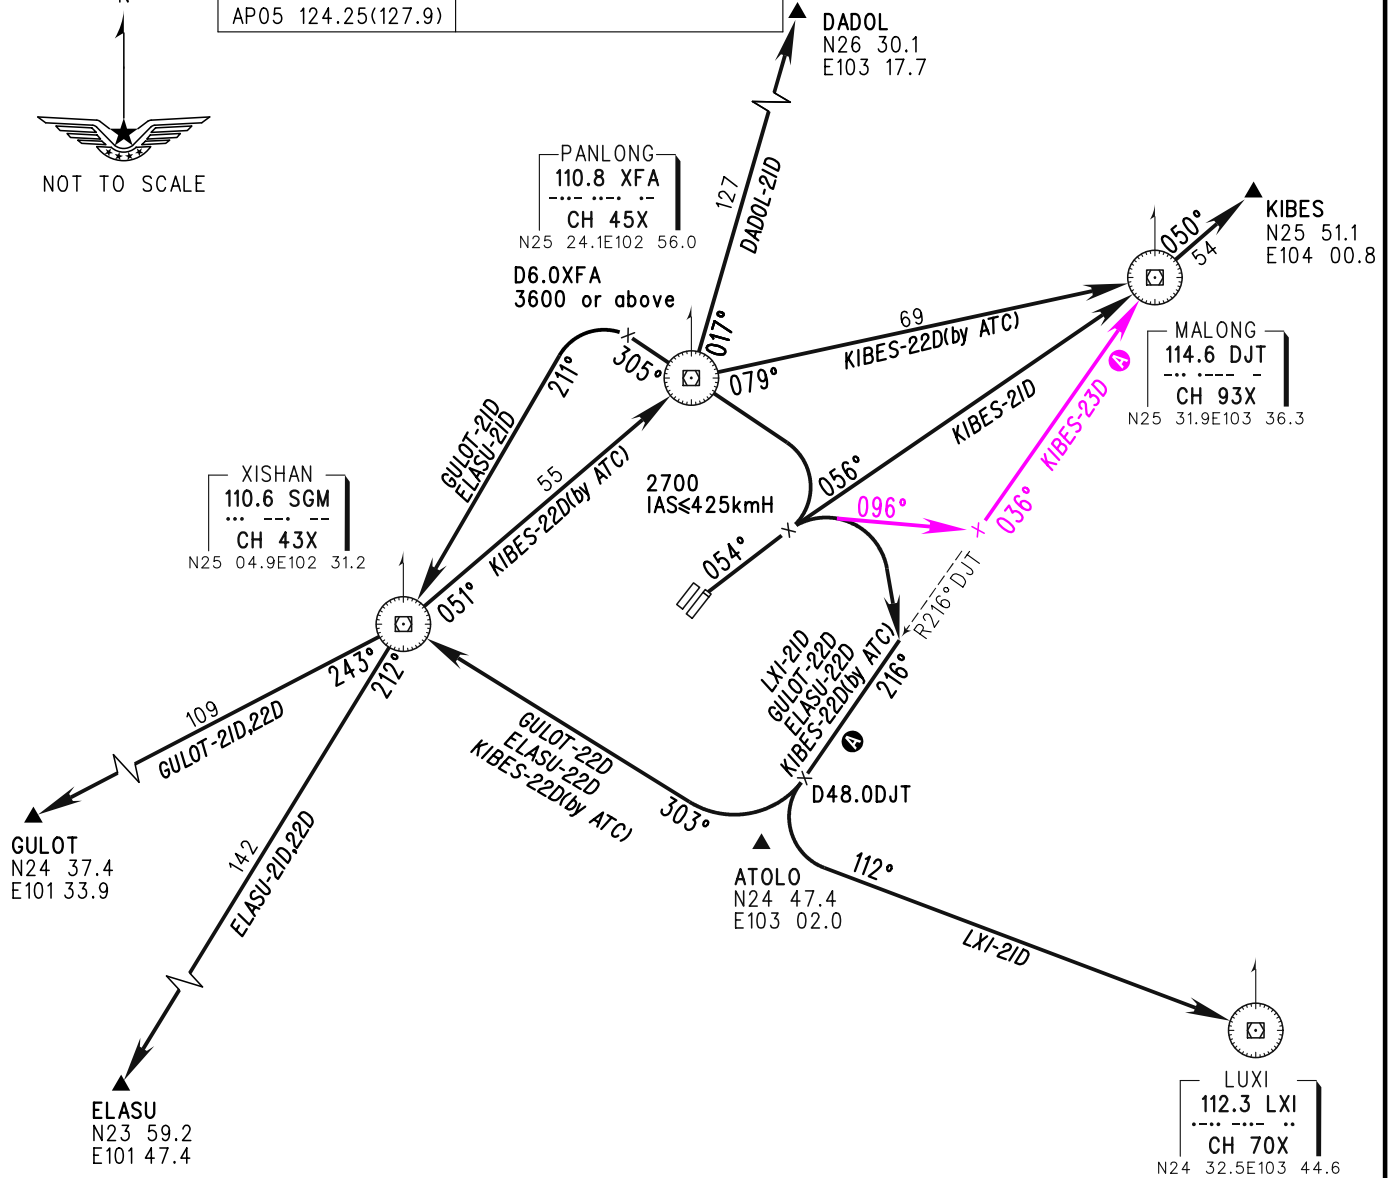 N
AP05 124.25(127.9)
NOT TO SCALE
DADOL
N26 30.1
E103 17.7
PANLONG
110.8 XFA
CH 45X
N25 24.1E102 56.0
D6.0XFA
3600 or above
127
DADOL-21D
017°
305°
211°
079°
69
KIBES-22D(by ATC)
050°
54
KIBES
N25 51.1
E104 00.8
MALONG
114.6 DJT
CH 93X
N25 31.9E103 36.3
KIBES-21D
KIBES-23D
A
056°
096°
036°
R216°DJT
2700
IAS≤425kmH
054°
GULOT-21D
ELASU-21D
55
KIBES-22D(by ATC)
XISHAN
110.6 SGM
CH 43X
N25 04.9E102 31.2
051°
243°
212°
109
GULOT-21D,22D
GULOT
N24 37.4
E101 33.9
142
ELASU-21D,22D
ELASU
N23 59.2
E101 47.4
GULOT-22D
ELASU-22D
KIBES-22D(by ATC)
303°
LXI-21D
GULOT-22D
ELASU-22D
KIBES-22D(by ATC)
216°
A
D48.0DJT
ATOLO
N24 47.4
E103 02.0
112°
LXI-21D
LUXI
112.3 LXI
CH 70X
N24 32.5E103 44.6